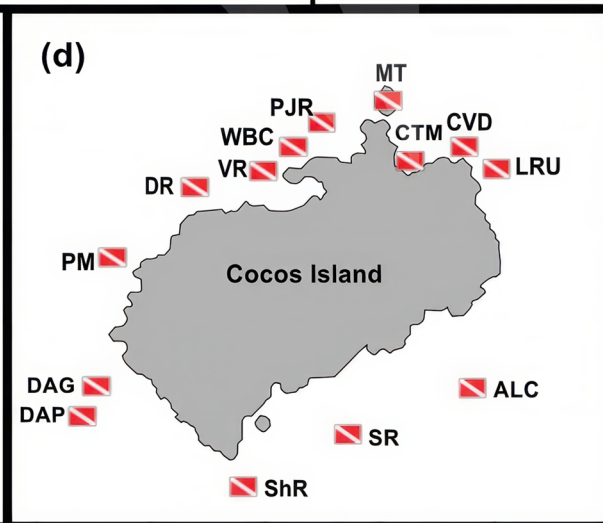 (d)
MT
PJR
CTM
CVD
WBC
VR
LRU
DR
PM
Cocos Island
DAG
ALC
DAP
SR
ShR